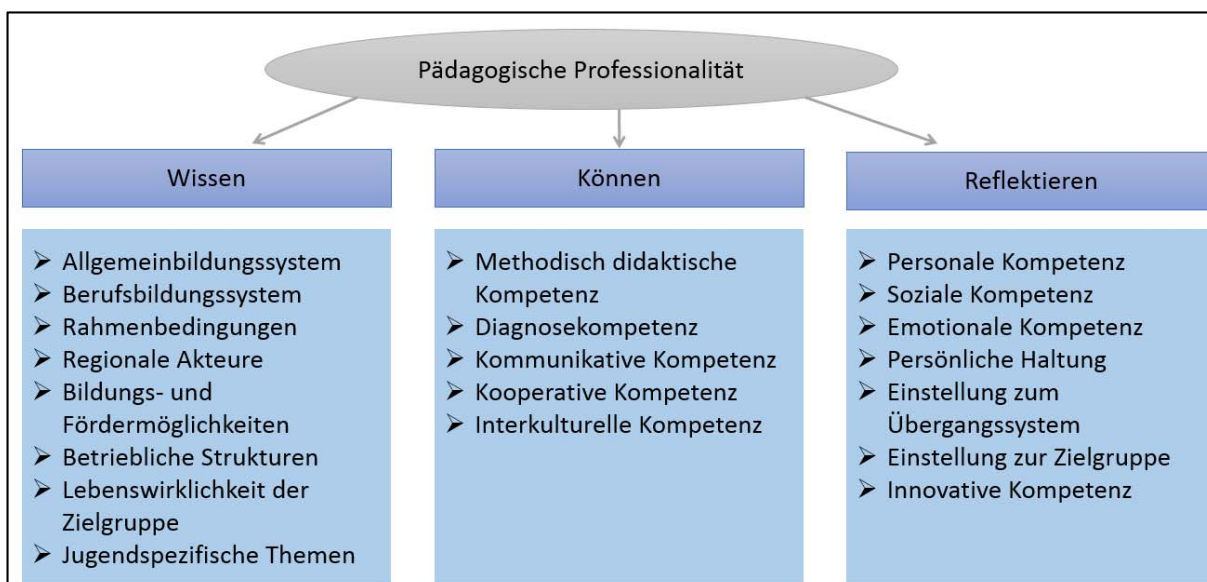 Pädagogische Professionalität
Wissen
➢ Allgemeinbildungssystem
➢ Berufsbildungssystem
➢ Rahmenbedingungen
➢ Regionale Akteure
➢ Bildungs- und
Fördermöglichkeiten
➢ Betriebliche Strukturen
➢ Lebenswirklichkeit der
Zielgruppe
➢ Jugendspezifische Themen
Können
➢ Methodisch didaktische
Kompetenz
➢ Diagnosekompetenz
➢ Kommunikative Kompetenz
➢ Kooperative Kompetenz
➢ Interkulturelle Kompetenz
Reflektieren
➢ Personale Kompetenz
➢ Soziale Kompetenz
➢ Emotionale Kompetenz
➢ Persönliche Haltung
➢ Einstellung zum
Übergangssystem
➢ Einstellung zur Zielgruppe
➢ Innovative Kompetenz